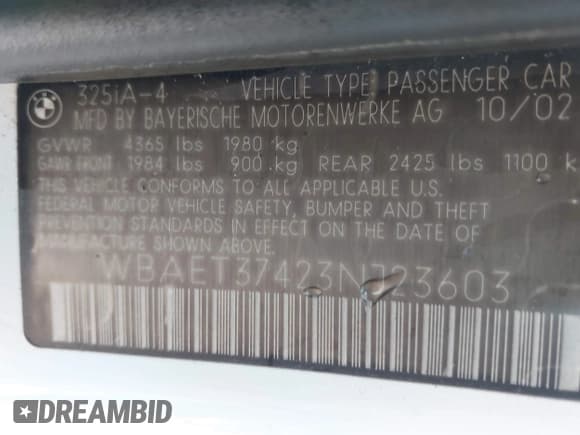 325iA-4 VEHICLE TYPE: PASSENGER CAR
MFD BY BAYERISCHE MOTORENWERKE AG 10/02
GVWR 4365 lbs 1980 kg
GAWR FRONT 1984 lbs 900 kg REAR 2425 lbs 1100 k
THIS VEHICLE CONFORMS TO ALL APPLICABLE U.S.
FEDERAL MOTOR VEHICLE SAFETY, BUMPER AND THEFT
PREVENTION STANDARDS IN EFFECT ON THE DATE OF
MANUFACTURE SHOWN ABOVE.
WBAET37423NJ23603
DREAMBID